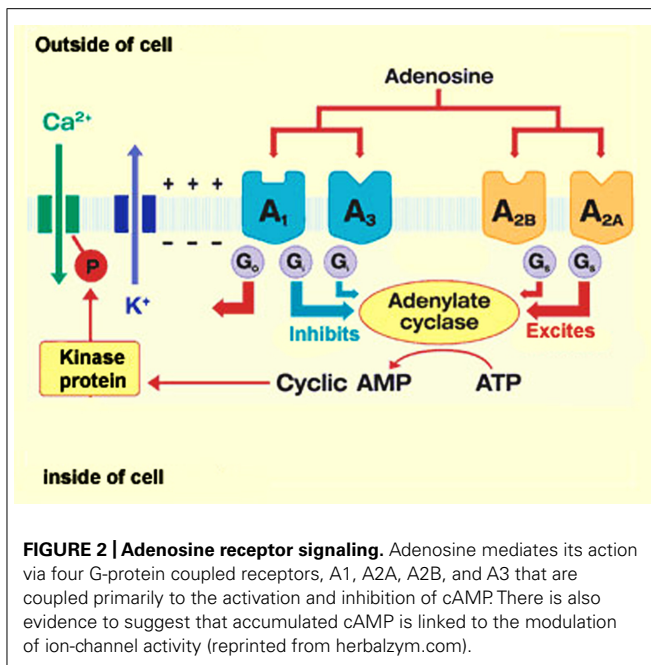 Outside of cell
Adenosine
Ca²⁺
+ + +
A₁
A₃
A₂B
A₂A
– – –
P
K⁺
Gₒ
Gᵢ
Gᵢ
Gₛ
Gₛ
Adenylate
cyclase
Inhibits
Excites
Kinase
protein
Cyclic AMP
ATP
inside of cell
FIGURE 2 | Adenosine receptor signaling. Adenosine mediates its action
via four G-protein coupled receptors, A1, A2A, A2B, and A3 that are
coupled primarily to the activation and inhibition of cAMP. There is also
evidence to suggest that accumulated cAMP is linked to the modulation
of ion-channel activity (reprinted from herbalzym.com).